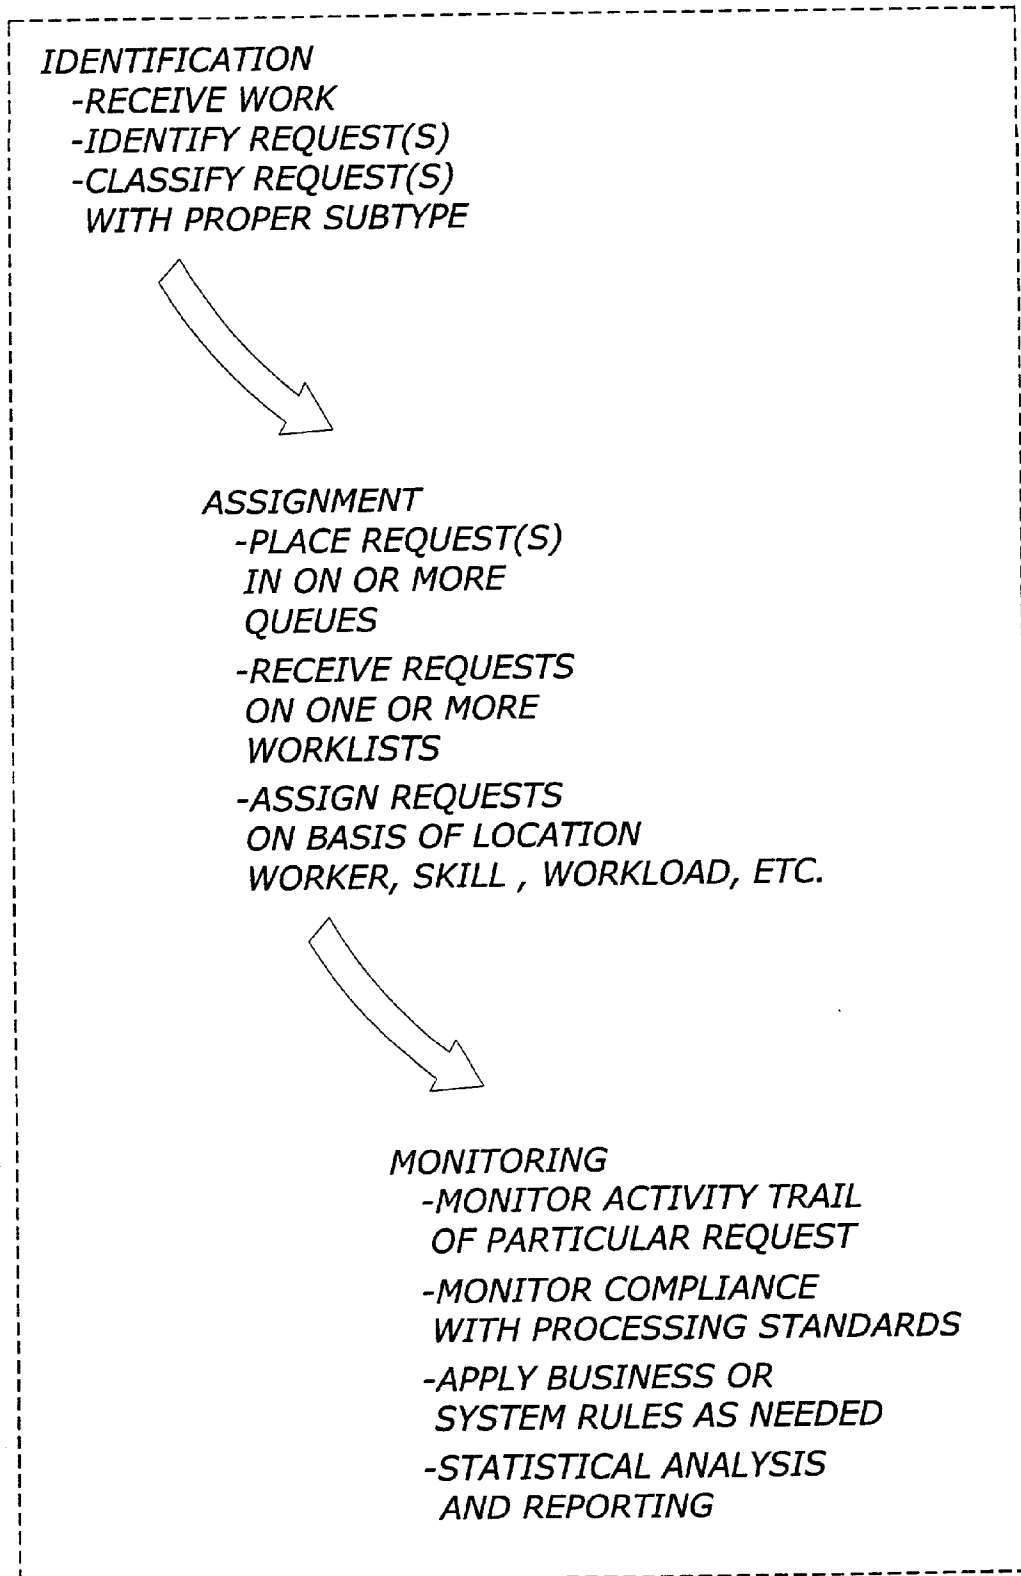 IDENTIFICATION
-RECEIVE WORK
-IDENTIFY REQUEST(S)
-CLASSIFY REQUEST(S)
WITH PROPER SUBTYPE
ASSIGNMENT
-PLACE REQUEST(S)
IN ON OR MORE
QUEUES
-RECEIVE REQUESTS
ON ONE OR MORE
WORKLISTS
-ASSIGN REQUESTS
ON BASIS OF LOCATION
WORKER, SKILL , WORKLOAD, ETC.
MONITORING
-MONITOR ACTIVITY TRAIL
OF PARTICULAR REQUEST
-MONITOR COMPLIANCE
WITH PROCESSING STANDARDS
-APPLY BUSINESS OR
SYSTEM RULES AS NEEDED
-STATISTICAL ANALYSIS
AND REPORTING